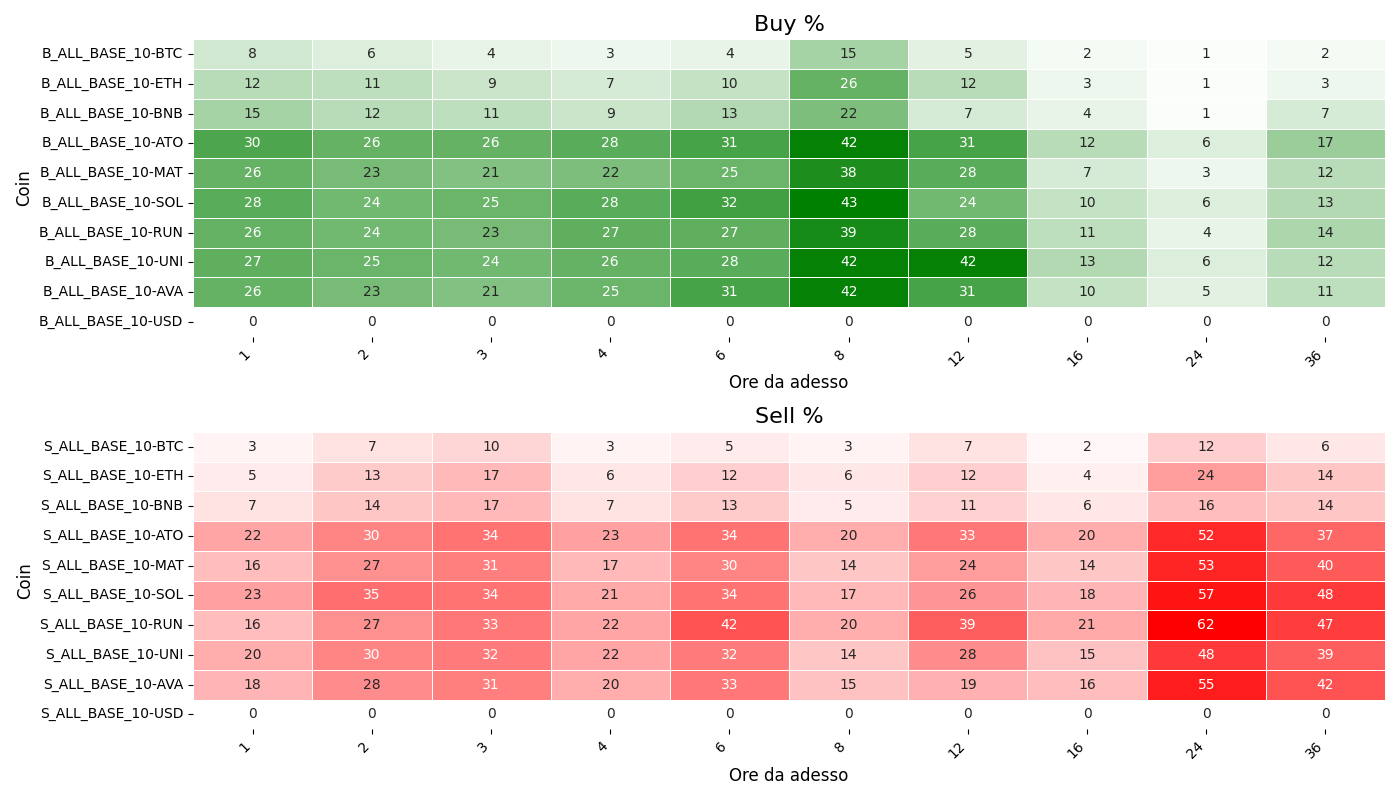 Buy %
Coin
B_ALL_BASE_10-BTC 8 6 4 3 4 15 5 2 1 2
B_ALL_BASE_10-ETH 12 11 9 7 10 26 12 3 1 3
B_ALL_BASE_10-BNB 15 12 11 9 13 22 7 4 1 7
B_ALL_BASE_10-ATO 30 26 26 28 31 42 31 12 6 17
B_ALL_BASE_10-MAT 26 23 21 22 25 38 28 7 3 12
B_ALL_BASE_10-SOL 28 24 25 28 32 43 24 10 6 13
B_ALL_BASE_10-RUN 26 24 23 27 27 39 28 11 4 14
B_ALL_BASE_10-UNI 27 25 24 26 28 42 42 13 6 12
B_ALL_BASE_10-AVA 26 23 21 25 31 42 31 10 5 11
B_ALL_BASE_10-USD 0 0 0 0 0 0 0 0 0 0
1 2 3 4 6 8 12 16 24 36
Ore da adesso
Sell %
Coin
S_ALL_BASE_10-BTC 3 7 10 3 5 3 7 2 12 6
S_ALL_BASE_10-ETH 5 13 17 6 12 6 12 4 24 14
S_ALL_BASE_10-BNB 7 14 17 7 13 5 11 6 16 14
S_ALL_BASE_10-ATO 22 30 34 23 34 20 33 20 52 37
S_ALL_BASE_10-MAT 16 27 31 17 30 14 24 14 53 40
S_ALL_BASE_10-SOL 23 35 34 21 34 17 26 18 57 48
S_ALL_BASE_10-RUN 16 27 33 22 42 20 39 21 62 47
S_ALL_BASE_10-UNI 20 30 32 22 32 14 28 15 48 39
S_ALL_BASE_10-AVA 18 28 31 20 33 15 19 16 55 42
S_ALL_BASE_10-USD 0 0 0 0 0 0 0 0 0 0
1 2 3 4 6 8 12 16 24 36
Ore da adesso